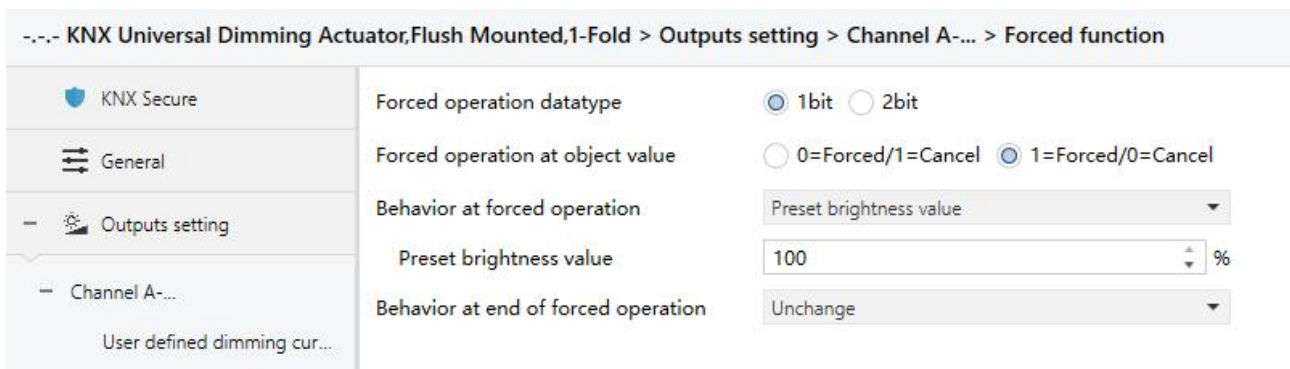 -.-.- KNX Universal Dimming Actuator,Flush Mounted,1-Fold > Outputs setting > Channel A-... > Forced function
KNX Secure
General
Outputs setting
Channel A-...
User defined dimming cur...
Forced operation datatype 1bit 2bit
Forced operation at object value 0=Forced/1=Cancel 1=Forced/0=Cancel
Behavior at forced operation Preset brightness value
Preset brightness value 100 %
Behavior at end of forced operation Unchange